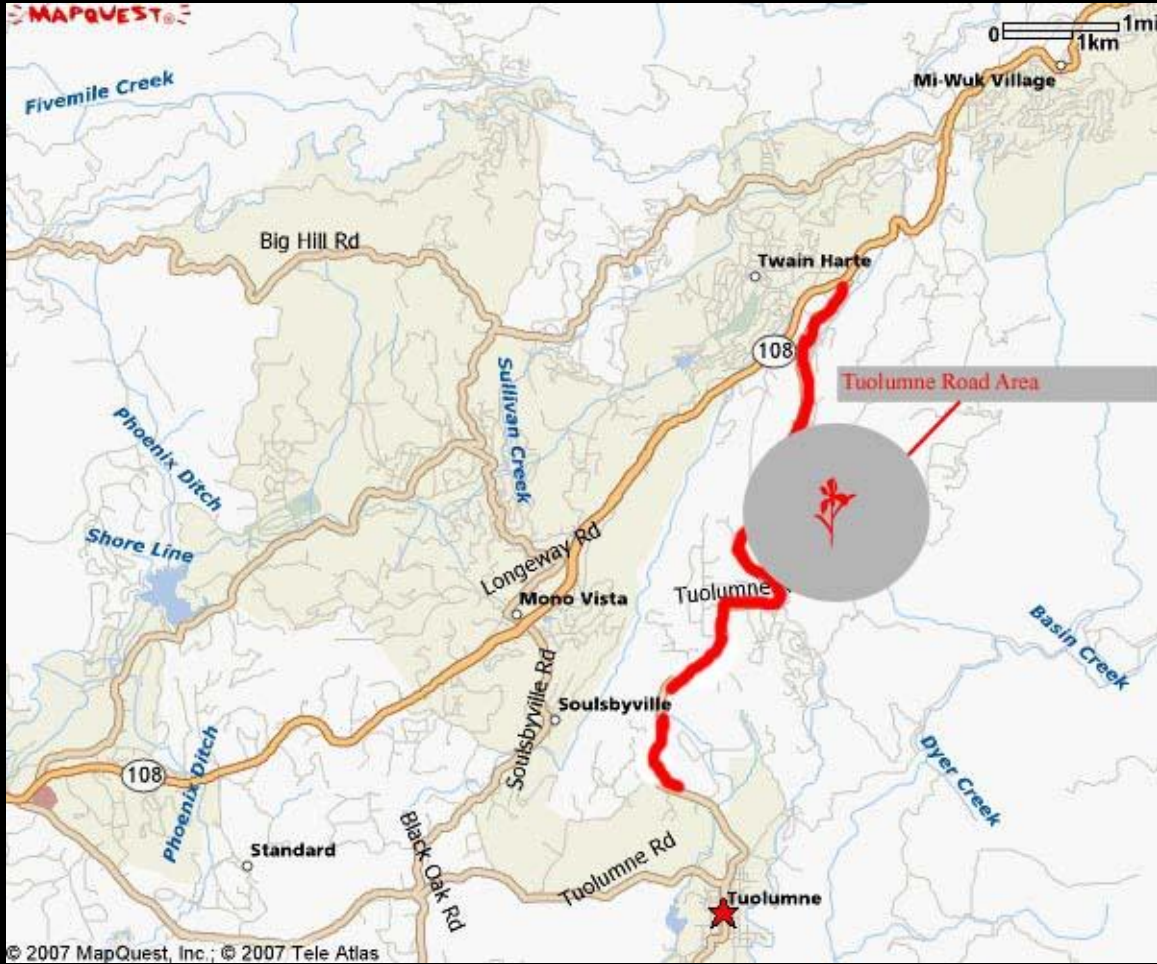 MAPQUEST®
0 1mi
1km
Mi-Wuk Village
Fivemile Creek
Big Hill Rd
Twain Harte
108
Tuolumne Road Area
Sullivan Creek
Phoenix Ditch
Shore Line
Longeway Rd
Mono Vista
Tuolumne
Basin Creek
Soulsbyville Rd
Soulsbyville
Dyer Creek
108
Phoenix Ditch
Standard
Black Oak Rd
Tuolumne Rd
Tuolumne
© 2007 MapQuest, Inc.; © 2007 Tele Atlas